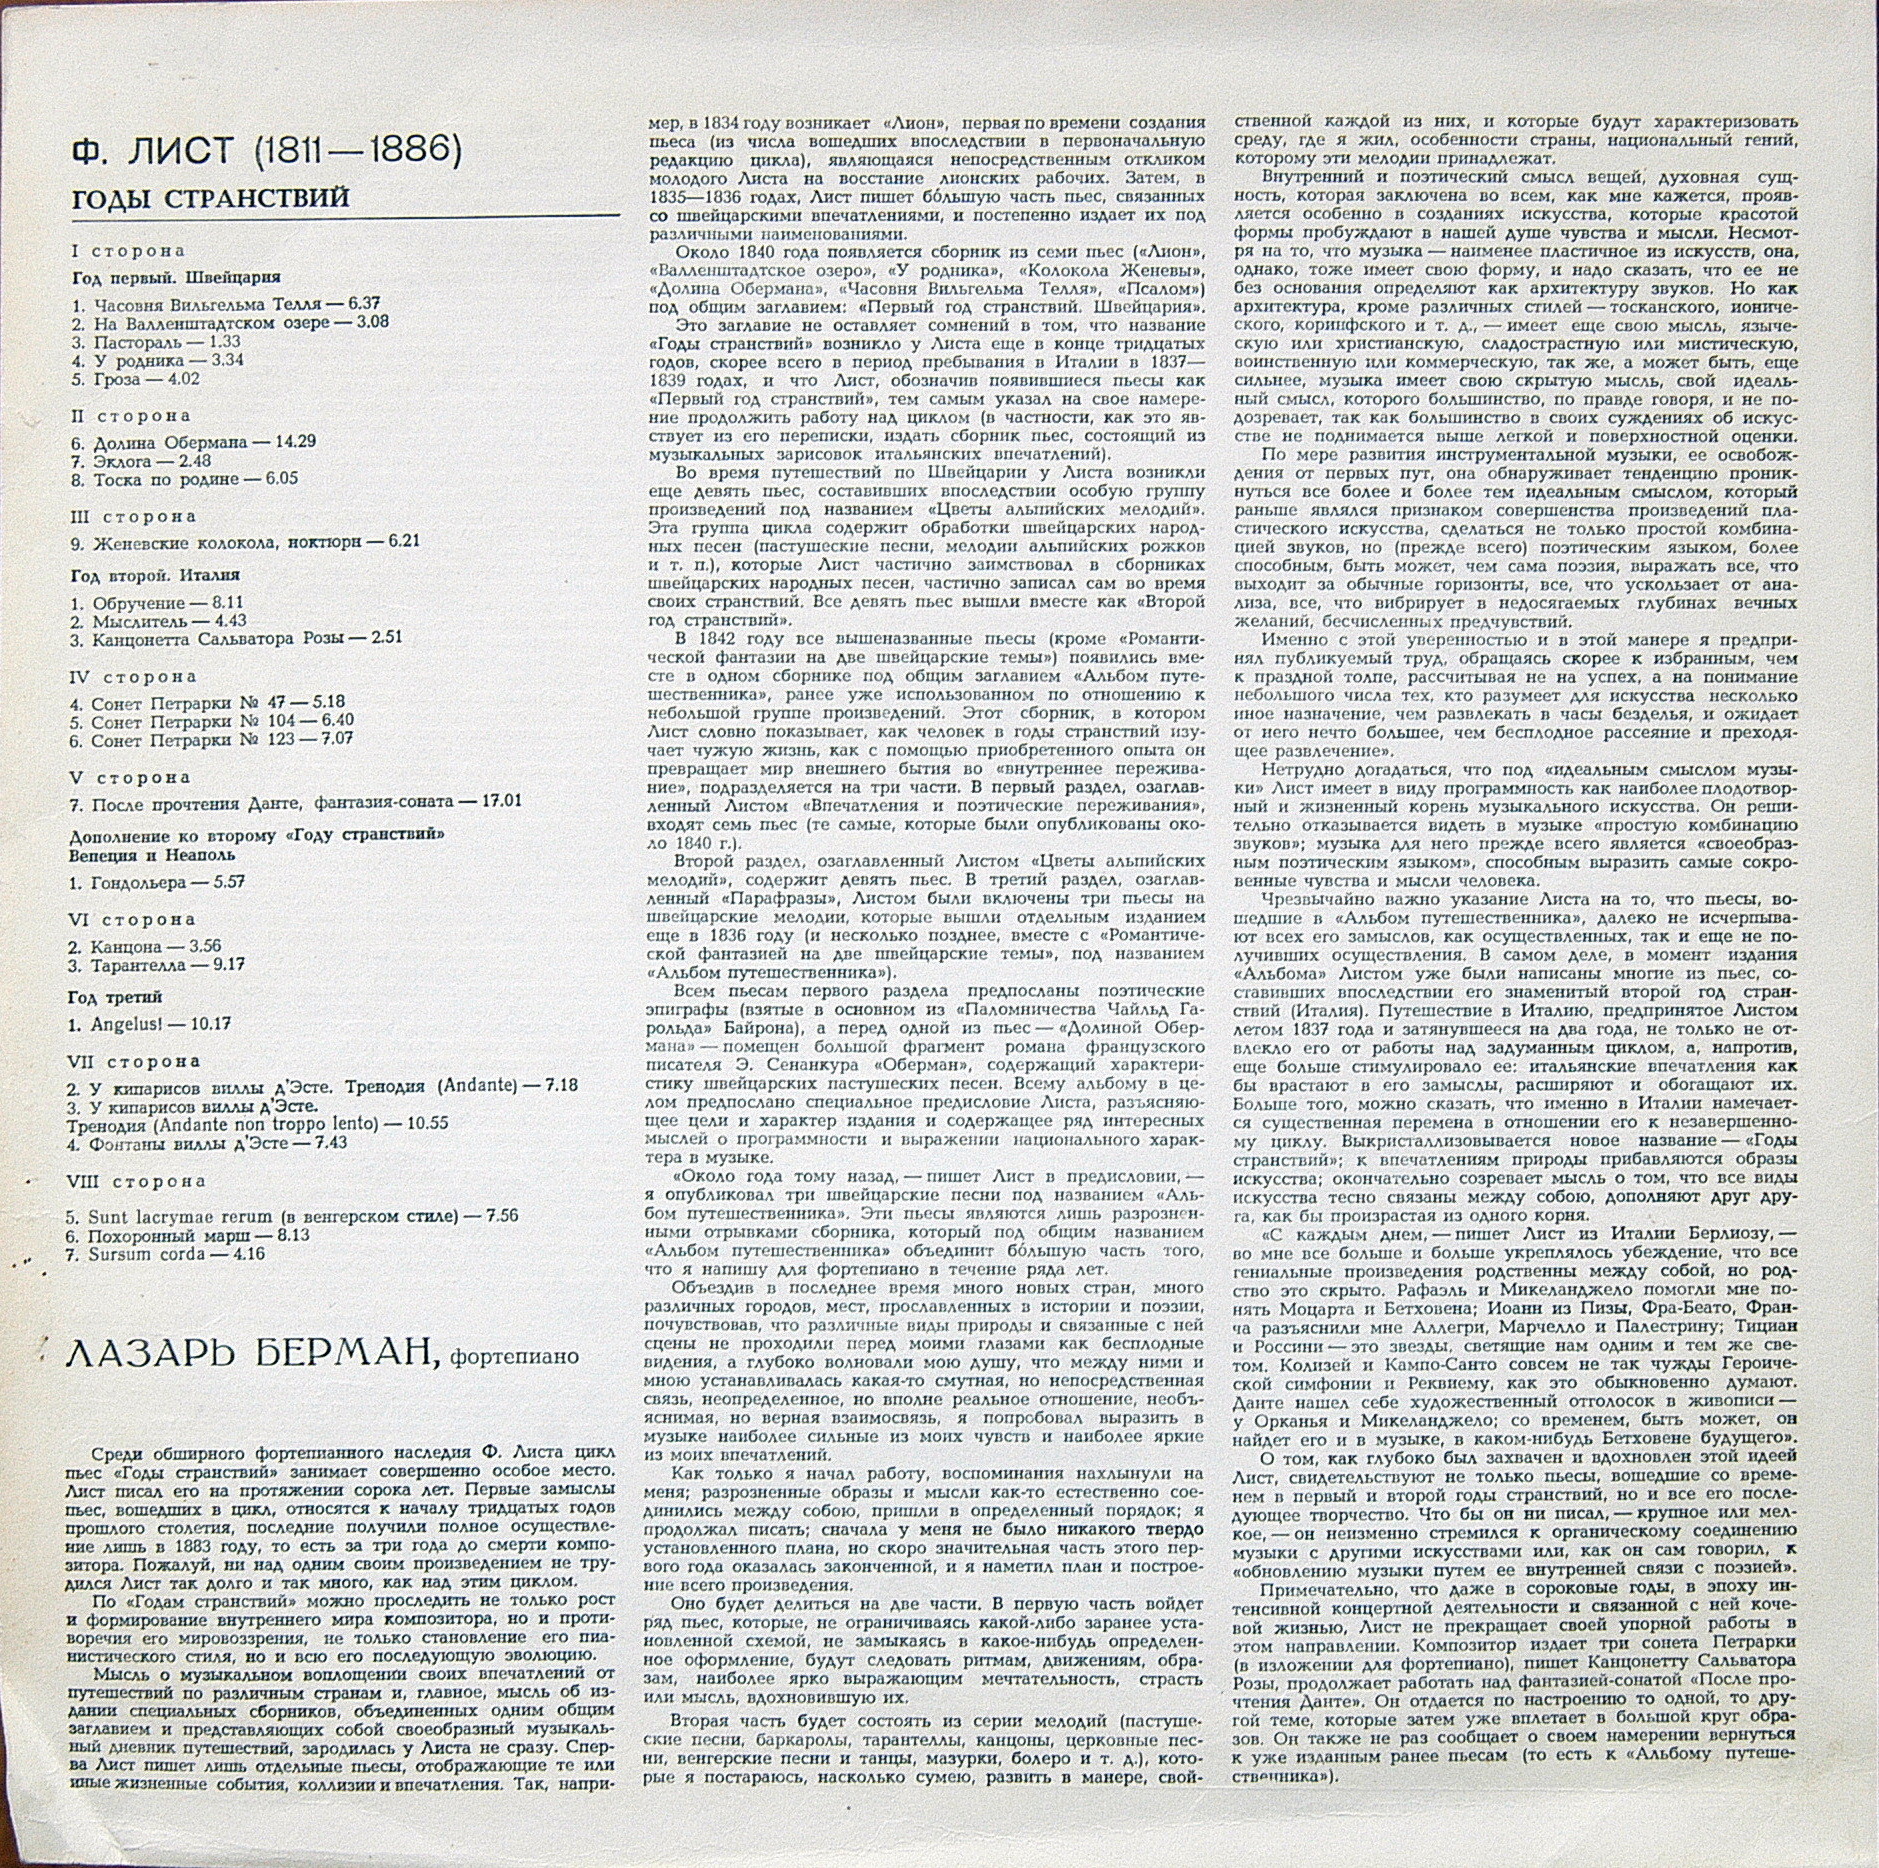 Ф. ЛИСТ (1811—1886)
ГОДЫ СТРАНСТВИЙ
I сторона
Год первый. Швейцария
1. Часовня Вильгельма Телля — 6.37
2. На Валленштадтском озере — 3.08
3. Пастораль — 1.33
4. У родника — 3.34
5. Гроза — 4.02
II сторона
6. Долина Обермана — 14.29
7. Эклога — 2.48
8. Тоска по родине — 6.05
III сторона
9. Женевские колокола, ноктюрн — 6.21
Год второй. Италия
1. Обручение — 8.11
2. Мыслитель — 4.43
3. Канцонетта Сальватора Розы — 2.51
IV сторона
4. Сонет Петрарки № 47 — 5.18
5. Сонет Петрарки № 104 — 6.40
6. Сонет Петрарки № 123 — 7.07
V сторона
7. После прочтения Данте, фантазия-соната — 17.01
Дополнение ко второму «Году странствий»
Венеция и Неаполь
1. Гондольера — 5.57
VI сторона
2. Канцона — 3.56
3. Тарантелла — 9.17
Год третий
1. Angelus! — 10.17
VII сторона
2. У кипарисов виллы д'Эсте. Тренодия (Andante) — 7.18
3. У кипарисов виллы д'Эсте.
Тренодия (Andante non troppo lento) — 10.55
4. Фонтаны виллы д'Эсте — 7.43
VIII сторона
5. Sunt lacrymae rerum (в венгерском стиле) — 7.56
6. Похоронный марш — 8.13
7. Sursum corda — 4.16
ЛАЗАРЬ БЕРМАН, фортепиано
Среди обширного фортепианного наследия Ф. Листа цикл
пьес «Годы странствий» занимает совершенно особое место.
Лист писал его на протяжении сорока лет. Первые замыслы
пьес, вошедших в цикл, относятся к началу тридцатых годов
прошлого столетия, последние получили полное осуществле-
ние лишь в 1883 году, то есть за три года до смерти компо-
зитора. Пожалуй, ни над одним своим произведением не тру-
дился Лист так долго и так много, как над этим циклом.
По «Годам странствий» можно проследить не только рост
и формирование внутреннего мира композитора, но и проти-
воречия его мировоззрения, не только становление его пиа-
нистического стиля, но и всю его последующую эволюцию.
Мысль о музыкальном воплощении своих впечатлений от
путешествий по различным странам и, главное, мысль об из-
дании специальных сборников, объединенных одним общим
заглавием и представляющих собой своеобразный музыкаль-
ный дневник путешествий, зародилась у Листа не сразу. Спер-
ва Лист пишет лишь отдельные пьесы, отображающие те или
иные жизненные события, коллизии и впечатления. Так, напри-
мер, в 1834 году возникает «Лион», первая по времени создания
пьеса (из числа вошедших впоследствии в первоначальную
редакцию цикла), являющаяся непосредственным откликом
молодого Листа на восстание лионских рабочих. Затем, в
1835—1836 годах, Лист пишет бо́льшую часть пьес, связанных
со швейцарскими впечатлениями, и постепенно издает их под
различными наименованиями.
Около 1840 года появляется сборник из семи пьес («Лион»,
«Валленштадтское озеро», «У родника», «Колокола Женевы»,
«Долина Обермана», «Часовня Вильгельма Телля», «Псалом»)
под общим заглавием: «Первый год странствий. Швейцария».
Это заглавие не оставляет сомнений в том, что название
«Годы странствий» возникло у Листа еще в конце тридцатых
годов, скорее всего в период пребывания в Италии в 1837—
1839 годах, и что Лист, обозначив появившиеся пьесы как
«Первый год странствий», тем самым указал на свое намере-
ние продолжить работу над циклом (в частности, как это яв-
ствует из его переписки, издать сборник пьес, состоящий из
музыкальных зарисовок итальянских впечатлений).
Во время путешествий по Швейцарии у Листа возникли
еще девять пьес, составивших впоследствии особую группу
произведений под названием «Цветы альпийских мелодий».
Эта группа цикла содержит обработки швейцарских народ-
ных песен (пастушеские песни, мелодии альпийских рожков
и т. п.), которые Лист частично заимствовал в сборниках
швейцарских народных песен, частично записал сам во время
своих странствий. Все девять пьес вышли вместе как «Второй
год странствий».
В 1842 году все вышеназванные пьесы (кроме «Романти-
ческой фантазии на две швейцарские темы») появились вме-
сте в одном сборнике под общим заглавием «Альбом путе-
шественника», ранее уже использованном по отношению к
небольшой группе произведений. Этот сборник, в котором
Лист словно показывает, как человек в годы странствий изу-
чает чужую жизнь, как с помощью приобретенного опыта он
превращает мир внешнего бытия во «внутреннее пережива-
ние», подразделяется на три части. В первый раздел, озаглав-
ленный Листом «Впечатления и поэтические переживания»,
входят семь пьес (те самые, которые были опубликованы око-
ло 1840 г.).
Второй раздел, озаглавленный Листом «Цветы альпийских
мелодий», содержит девять пьес. В третий раздел, озаглав-
ленный «Парафразы», Листом были включены три пьесы на
швейцарские мелодии, которые вышли отдельным изданием
еще в 1836 году (и несколько позднее, вместе с «Романтиче-
ской фантазией на две швейцарские темы», под названием
«Альбом путешественника»).
Всем пьесам первого раздела предпосланы поэтические
эпиграфы (взятые в основном из «Паломничества Чайльд Га-
рольда» Байрона), а перед одной из пьес — «Долиной Обер-
мана» — помещен большой фрагмент романа французского
писателя Э. Сенанкура «Оберман», содержащий характери-
стику швейцарских пастушеских песен. Всему альбому в це-
лом предпослано специальное предисловие Листа, разъясняю-
щее цели и характер издания и содержащее ряд интересных
мыслей о программности и выражении национального харак-
тера в музыке.
«Около года тому назад, — пишет Лист в предисловии, —
я опубликовал три швейцарские песни под названием «Аль-
бом путешественника». Эти пьесы являются лишь разрознен-
ными отрывками сборника, который под общим названием
«Альбом путешественника» объединит бо́льшую часть того,
что я напишу для фортепиано в течение ряда лет.
Объездив в последнее время много новых стран, много
различных городов, мест, прославленных в истории и поэзии,
почувствовав, что различные виды природы и связанные с ней
сцены не проходили перед моими глазами как бесплодные
видения, а глубоко волновали мою душу, что между ними и
мною устанавливалась какая-то смутная, но непосредственная
связь, неопределенное, но вполне реальное отношение, необъ-
яснимая, но верная взаимосвязь, я попробовал выразить в
музыке наиболее сильные из моих чувств и наиболее яркие
из моих впечатлений.
Как только я начал работу, воспоминания нахлынули на
меня; разрозненные образы и мысли как-то естественно сое-
динились между собою, пришли в определенный порядок; я
продолжал писать; сначала у меня не было никакого твердо
установленного плана, но скоро значительная часть этого пер-
вого года оказалась законченной, и я наметил план и построе-
ние всего произведения.
Оно будет делиться на две части. В первую часть войдет
ряд пьес, которые, не ограничиваясь какой-либо заранее уста-
новленной схемой, не замыкаясь в какое-нибудь определен-
ное оформление, будут следовать ритмам, движениям, обра-
зам, наиболее ярко выражающим мечтательность, страсть
или мысль, вдохновившую их.
Вторая часть будет состоять из серии мелодий (пастуше-
ские песни, баркаролы, тарантеллы, канцоны, церковные пес-
ни, венгерские песни и танцы, мазурки, болеро и т. д.), кото-
рые я постараюсь, насколько сумею, развить в манере, свой-
ственной каждой из них, и которые будут характеризовать
среду, где я жил, особенности страны, национальный гений,
которому эти мелодии принадлежат.
Внутренний и поэтический смысл вещей, духовная сущ-
ность, которая заключена во всем, как мне кажется, прояв-
ляется особенно в созданиях искусства, которые красотой
формы пробуждают в нашей душе чувства и мысли. Несмот-
ря на то, что музыка — наименее пластичное из искусств, она,
однако, тоже имеет свою форму, и надо сказать, что ее не
без основания определяют как архитектуру звуков. Но как
архитектура, кроме различных стилей — тосканского, иониче-
ского, коринфского и т. д., — имеет еще свою мысль, языче-
скую или христианскую, сладострастную или мистическую,
воинственную или коммерческую, так же, а может быть, еще
сильнее, музыка имеет свою скрытую мысль, свой идеаль-
ный смысл, которого большинство, по правде говоря, и не по-
дозревает, так как большинство в своих суждениях об искус-
стве не поднимается выше легкой и поверхностной оценки.
По мере развития инструментальной музыки, ее освобож-
дения от первых пут, она обнаруживает тенденцию проник-
нуться все более и более тем идеальным смыслом, который
раньше являлся признаком совершенства произведений пла-
стического искусства, сделаться не только простой комбина-
цией звуков, но (прежде всего) поэтическим языком, более
способным, быть может, чем сама поэзия, выражать все, что
выходит за обычные горизонты, все, что ускользает от ана-
лиза, все, что вибрирует в недосягаемых глубинах вечных
желаний, бесчисленных предчувствий.
Именно с этой уверенностью и в этой манере я предпри-
нял публикуемый труд, обращаясь скорее к избранным, чем
к праздной толпе, рассчитывая не на успех, а на понимание
небольшого числа тех, кто разумеет для искусства несколько
иное назначение, чем развлекать в часы безделья, и ожидает
от него нечто большее, чем бесплодное рассеяние и преходя-
щее развлечение».
Нетрудно догадаться, что под «идеальным смыслом музы-
ки» Лист имеет в виду программность как наиболее плодотвор-
ный и жизненный корень музыкального искусства. Он реши-
тельно отказывается видеть в музыке «простую комбинацию
звуков»; музыка для него прежде всего является «своеобраз-
ным поэтическим языком», способным выразить самые сокро-
венные чувства и мысли человека.
Чрезвычайно важно указание Листа на то, что пьесы, во-
шедшие в «Альбом путешественника», далеко не исчерпыва-
ют всех его замыслов, как осуществленных, так и еще не по-
лучивших осуществления. В самом деле, в момент издания
«Альбома» Листом уже были написаны многие из пьес, со-
ставивших впоследствии его знаменитый второй год стран-
ствий (Италия). Путешествие в Италию, предпринятое Листом
летом 1837 года и затянувшееся на два года, не только не от-
влекло его от работы над задуманным циклом, а, напротив,
еще больше стимулировало ее: итальянские впечатления как
бы врастают в его замыслы, расширяют и обогащают их.
Больше того, можно сказать, что именно в Италии намечает-
ся существенная перемена в отношении его к незавершенно-
му циклу. Выкристаллизовывается новое название — «Годы
странствий»; к впечатлениям природы прибавляются образы
искусства; окончательно созревает мысль о том, что все виды
искусства тесно связаны между собою, дополняют друг дру-
га, как бы произрастая из одного корня.
«С каждым днем, — пишет Лист из Италии Берлиозу, —
во мне все больше и больше укреплялось убеждение, что все
гениальные произведения родственны между собой, но род-
ство это скрыто. Рафаэль и Микеланджело помогли мне по-
нять Моцарта и Бетховена; Иоанн из Пизы, Фра-Беато, Фран-
ча разъяснили мне Аллегри, Марчелло и Палестрину; Тициан
и Россини — это звезды, светящие нам одним и тем же све-
том. Колизей и Кампо-Санто совсем не так чужды Героиче-
ской симфонии и Реквиему, как это обыкновенно думают.
Данте нашел себе художественный отголосок в живописи —
у Орканья и Микеланджело; со временем, быть может, он
найдет его и в музыке, в каком-нибудь Бетховене будущего».
О том, как глубоко был захвачен и вдохновлен этой идеей
Лист, свидетельствуют не только пьесы, вошедшие со време-
нем в первый и второй годы странствий, но и все его после-
дующее творчество. Что бы он ни писал, — крупное или мел-
кое, — он неизменно стремился к органическому соединению
музыки с другими искусствами или, как он сам говорил, к
«обновлению музыки путем ее внутренней связи с поэзией».
Примечательно, что даже в сороковые годы, в эпоху ин-
тенсивной концертной деятельности и связанной с ней коче-
вой жизнью, Лист не прекращает своей упорной работы в
этом направлении. Композитор издает три сонета Петрарки
(в изложении для фортепиано), пишет Канцонетту Сальватора
Розы, продолжает работать над фантазией-сонатой «После про-
чтения Данте». Он отдается по настроению то одной, то дру-
гой теме, которые затем уже вплетает в большой круг обра-
зов. Он также не раз сообщает о своем намерении вернуться
к уже изданным ранее пьесам (то есть к «Альбому путеше-
ственника»).